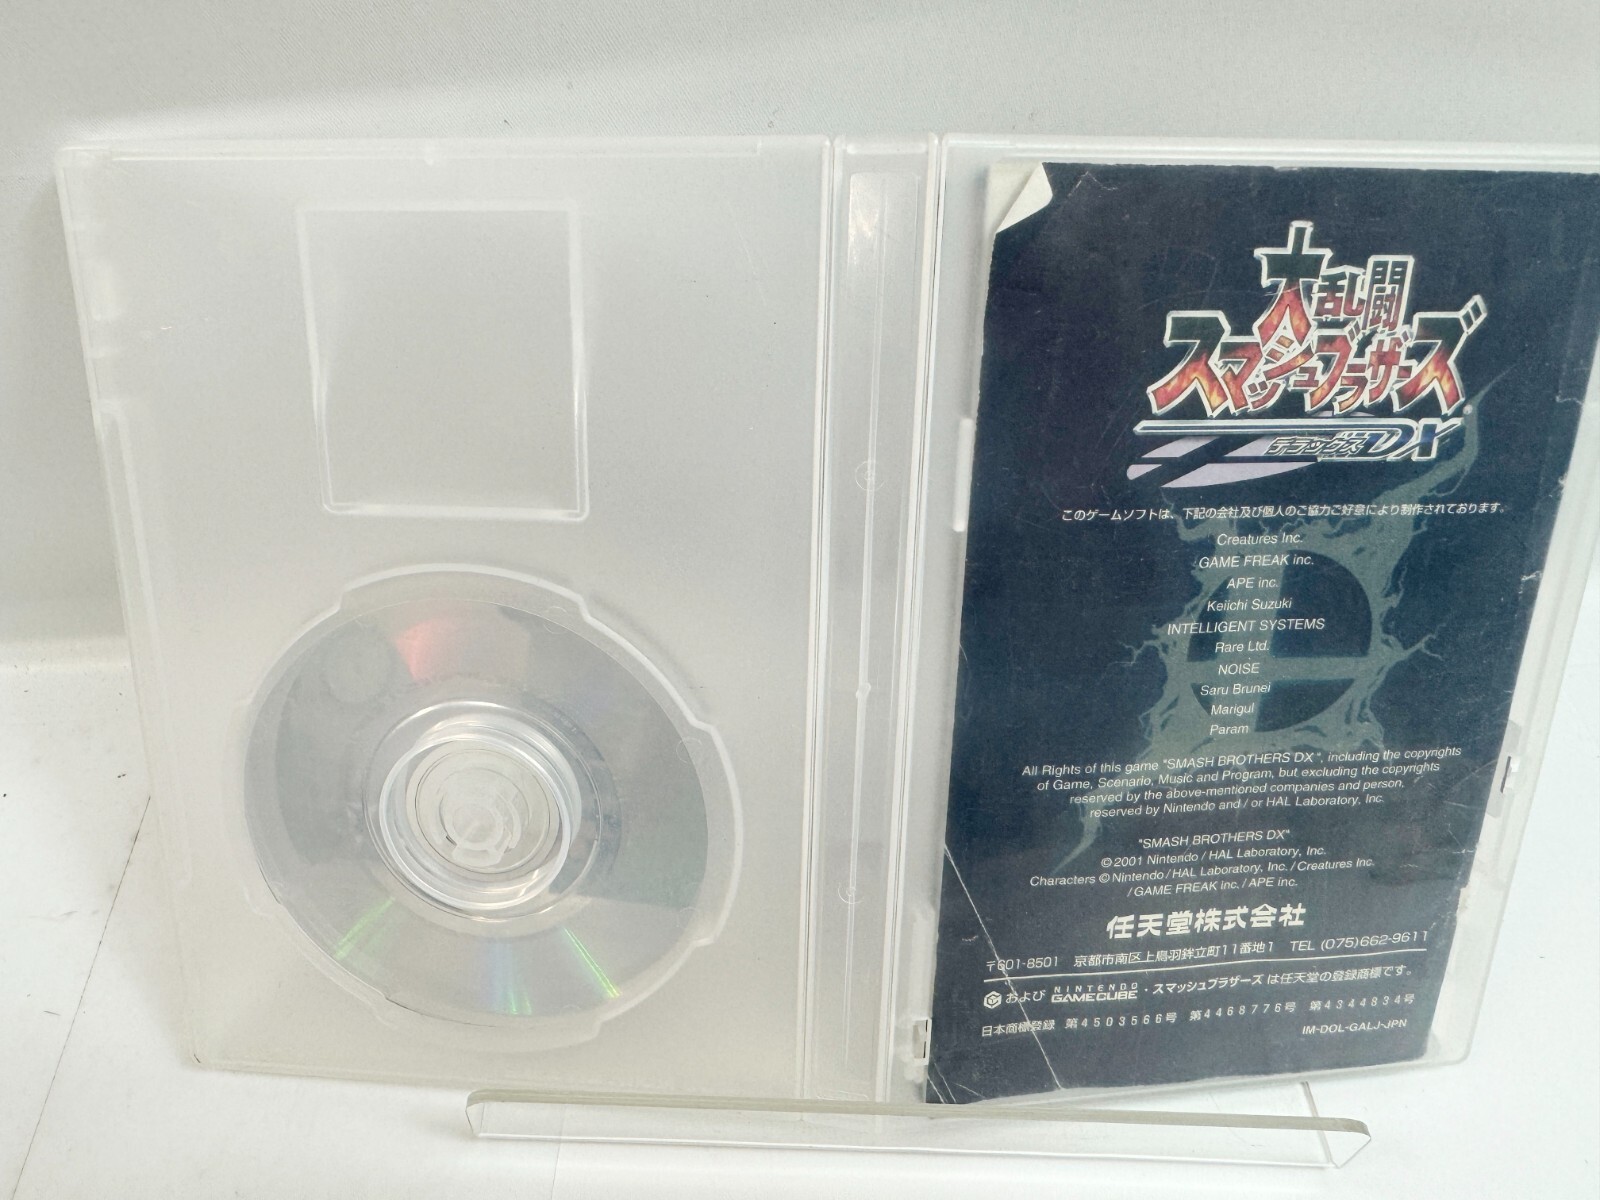 大乱闘
スマッシュブラザーズ
デラックスDX
このゲームソフトは、下記の会社及び個人のご協力ご好意により制作されております。
Creatures Inc.
GAME FREAK inc.
APE inc.
Keiichi Suzuki
INTELLIGENT SYSTEMS
Rare Ltd.
NOISE
Saru Brunei
Marigul
Param
All Rights of this game "SMASH BROTHERS DX", including the copyrights
of Game, Scenario, Music and Program, but excluding the copyrights
reserved by the above-mentioned companies and person,
reserved by Nintendo and / or HAL Laboratory, Inc.
"SMASH BROTHERS DX"
©2001 Nintendo / HAL Laboratory, Inc.
Characters © Nintendo / HAL Laboratory, Inc. / Creatures Inc.
/ GAME FREAK inc. / APE inc.
任天堂株式会社
〒601-8501 京都市南区上鳥羽鉾立町11番地1 TEL (075)662-9611
および NINTENDO GAMECUBE・スマッシュブラザーズ は任天堂の登録商標です。
日本商標登録 第4503566号 第4468776号 第4344834号
IM-DOL-GALJ-JPN